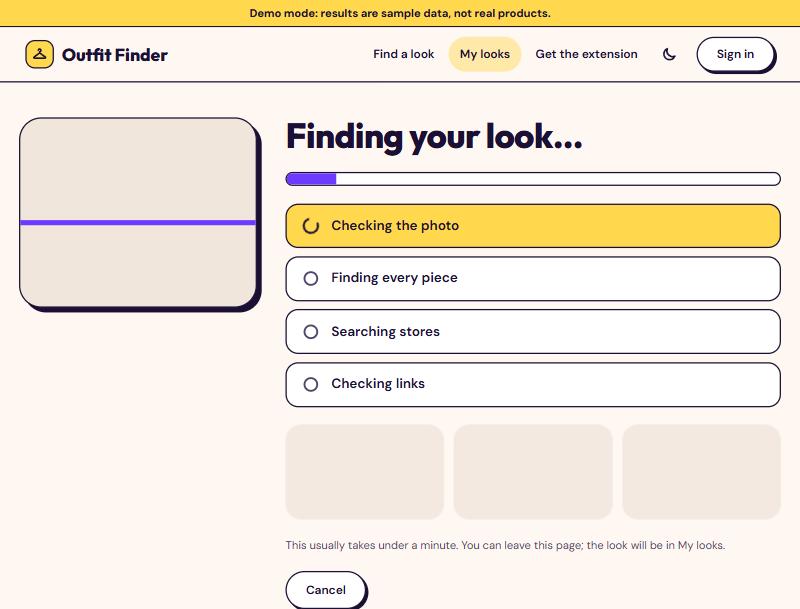 Demo mode: results are sample data, not real products.
Outfit Finder
Find a look
My looks
Get the extension
Sign in
Finding your look...
Checking the photo
Finding every piece
Searching stores
Checking links
This usually takes under a minute. You can leave this page; the look will be in My looks.
Cancel